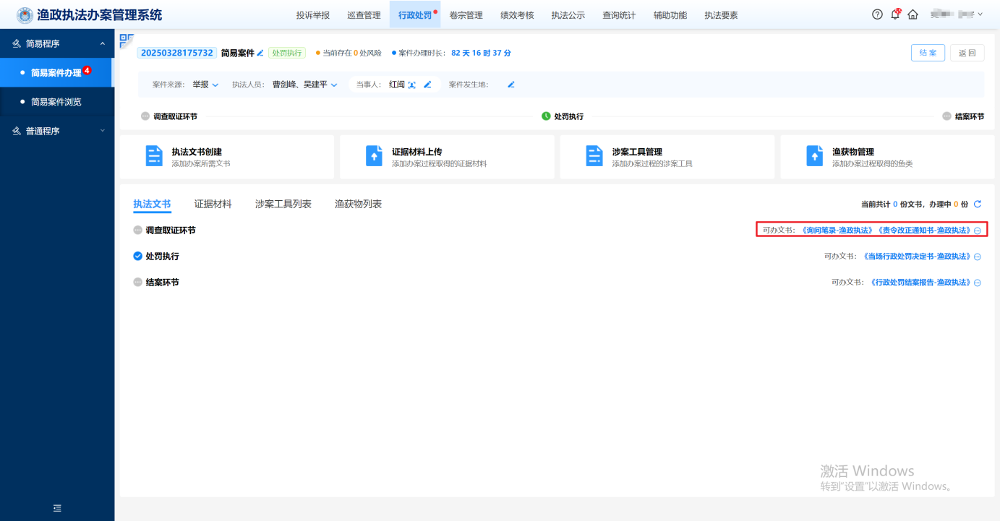 渔政执法办案管理系统 投诉举报 巡查管理 行政处罚 卷宗管理 绩效考核 执法公示 查询统计 辅助功能 执法要素
简易程序
简易案件办理 4
简易案件浏览
普通程序
20250328175732 简易案件 处罚执行 当前存在 0 处风险 案件办理时长: 82 天 16 时 37 分 结 案 返 回
案件来源: 举报 执法人员: 曹剑峰、吴建平 当事人: 红闽 案件发生地:
调查取证环节 处罚执行 结案环节
执法文书创建 证据材料上传 涉案工具管理 渔获物管理
添加办案所需文书 添加办案过程取得的证据材料 添加办案过程的涉案工具 添加办案过程取得的鱼类
执法文书 证据材料 涉案工具列表 渔获物列表 当前共计 0 份文书, 办理中 0 份
调查取证环节 可办文书: 《询问笔录-渔政执法》《责令改正通知书-渔政执法》
处罚执行 可办文书: 《当场行政处罚决定书-渔政执法》
结案环节 可办文书: 《行政处罚结案报告-渔政执法》
激活 Windows
转到"设置"以激活 Windows。